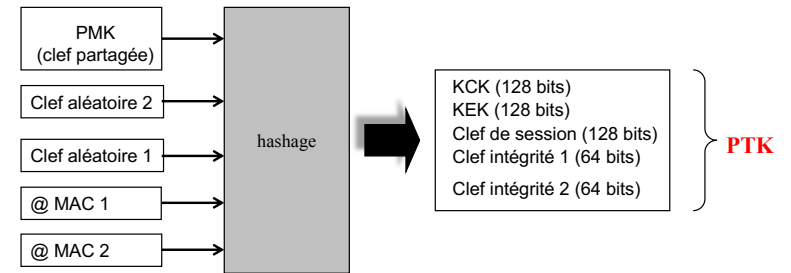 PMK
(clef partagée)
Clef aléatoire 2
Clef aléatoire 1
@ MAC 1
@ MAC 2
hashage
KCK (128 bits)
KEK (128 bits)
Clef de session (128 bits)
Clef intégrité 1 (64 bits)
Clef intégrité 2 (64 bits)
PTK